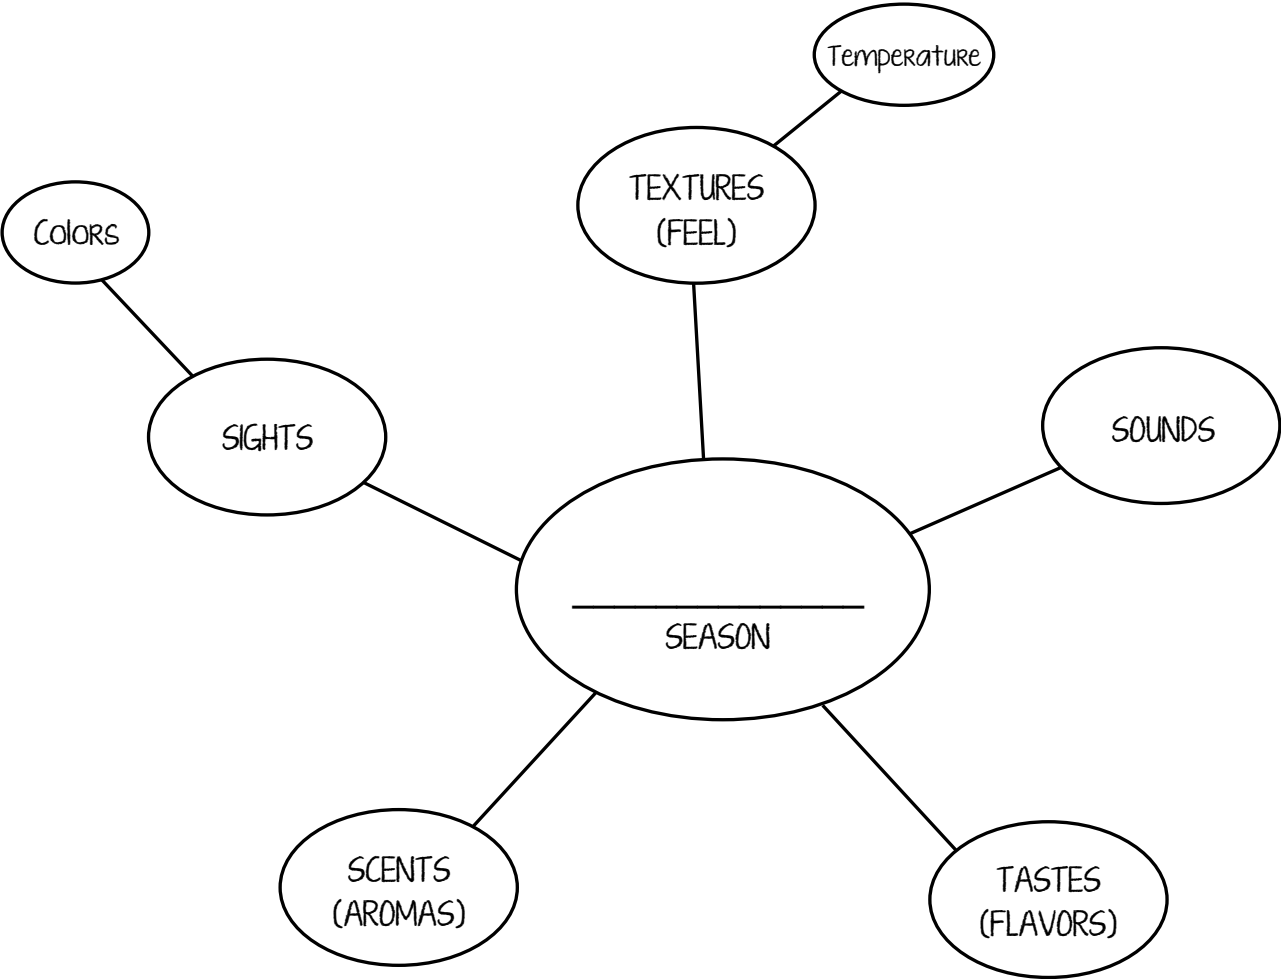 Temperature
TEXTURES
(FEEL)
Colors
SIGHTS
SOUNDS
SEASON
SCENTS
(AROMAS)
TASTES
(FLAVORS)